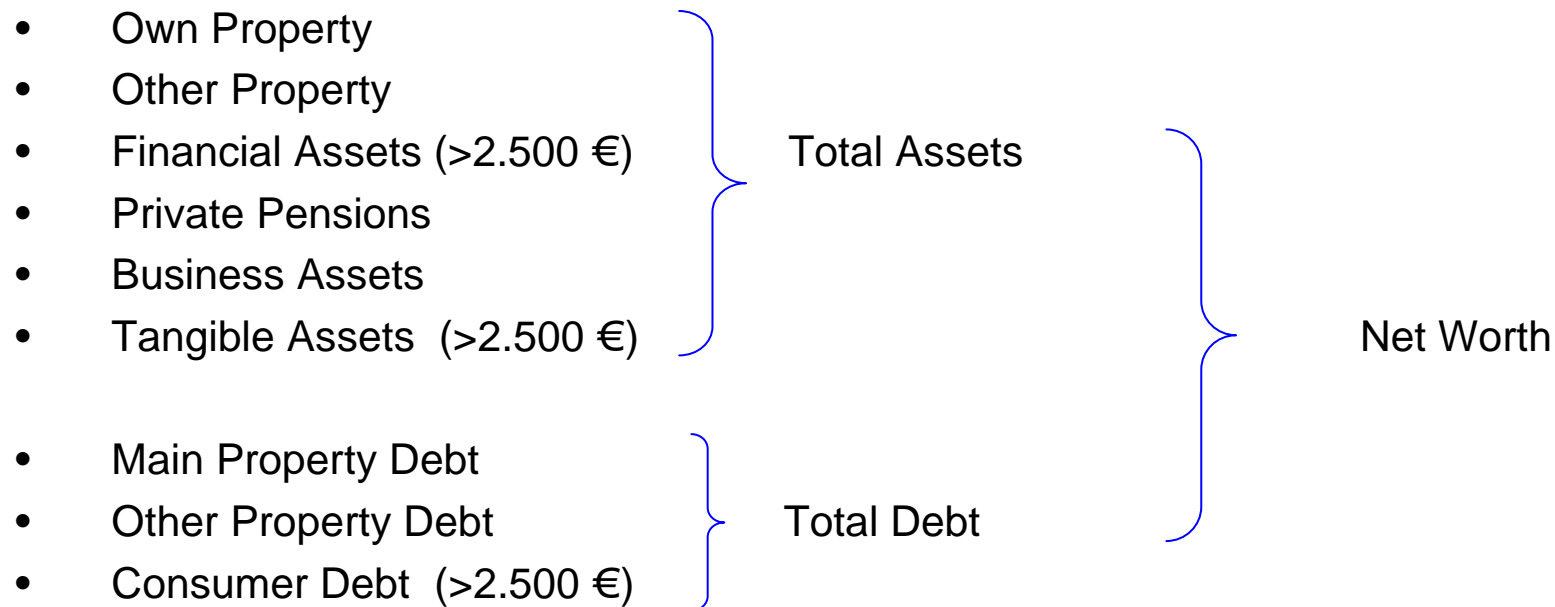 • Own Property
• Other Property
• Financial Assets (>2.500 €) Total Assets
• Private Pensions
• Business Assets
• Tangible Assets (>2.500 €) Net Worth
• Main Property Debt
• Other Property Debt Total Debt
• Consumer Debt (>2.500 €)